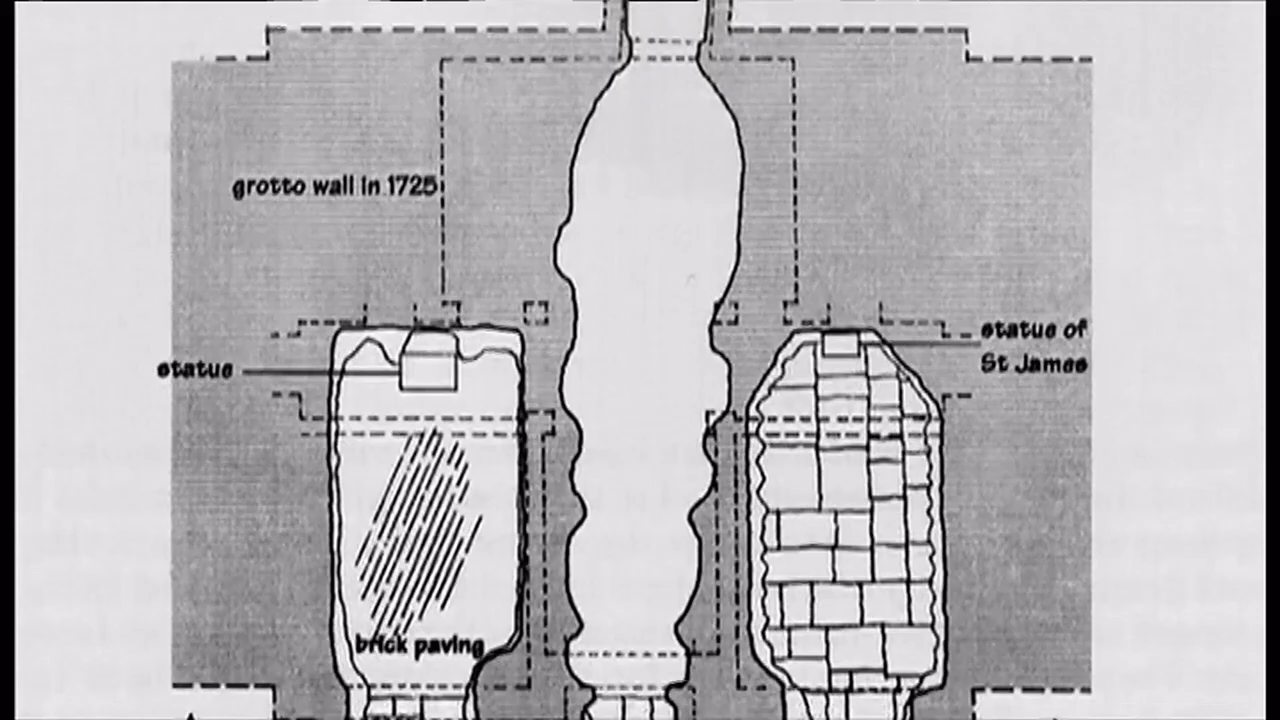 grotto wall in 1725
statue
statue of
St James
brick paving